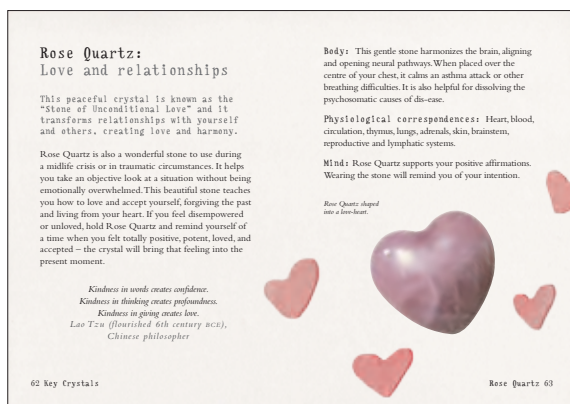 Rose Quartz:
Love and relationships
This peaceful crystal is known as the
“Stone of Unconditional Love” and it
transforms relationships with yourself
and others, creating love and harmony.
Rose Quartz is also a wonderful stone to use during
a midlife crisis or in traumatic circumstances. It helps
you take an objective look at a situation without being
emotionally overwhelmed. This beautiful stone teaches
you how to love and accept yourself, forgiving the past
and living from your heart. If you feel disempowered
or unloved, hold Rose Quartz and remind yourself of
a time when you felt totally positive, potent, loved, and
accepted – the crystal will bring that feeling into the
present moment.
Kindness in words creates confidence.
Kindness in thinking creates profoundness.
Kindness in giving creates love.
Lao Tzu (flourished 6th century BCE),
Chinese philosopher
62 Key Crystals
Body: This gentle stone harmonizes the brain, aligning
and opening neural pathways. When placed over the
centre of your chest, it calms an asthma attack or other
breathing difficulties. It is also helpful for dissolving the
psychosomatic causes of dis-ease.
Physiological correspondences: Heart, blood,
circulation, thymus, lungs, adrenals, skin, brainstem,
reproductive and lymphatic systems.
Mind: Rose Quartz supports your positive affirmations.
Wearing the stone will remind you of your intention.
Rose Quartz shaped
into a love-heart.
Rose Quartz 63